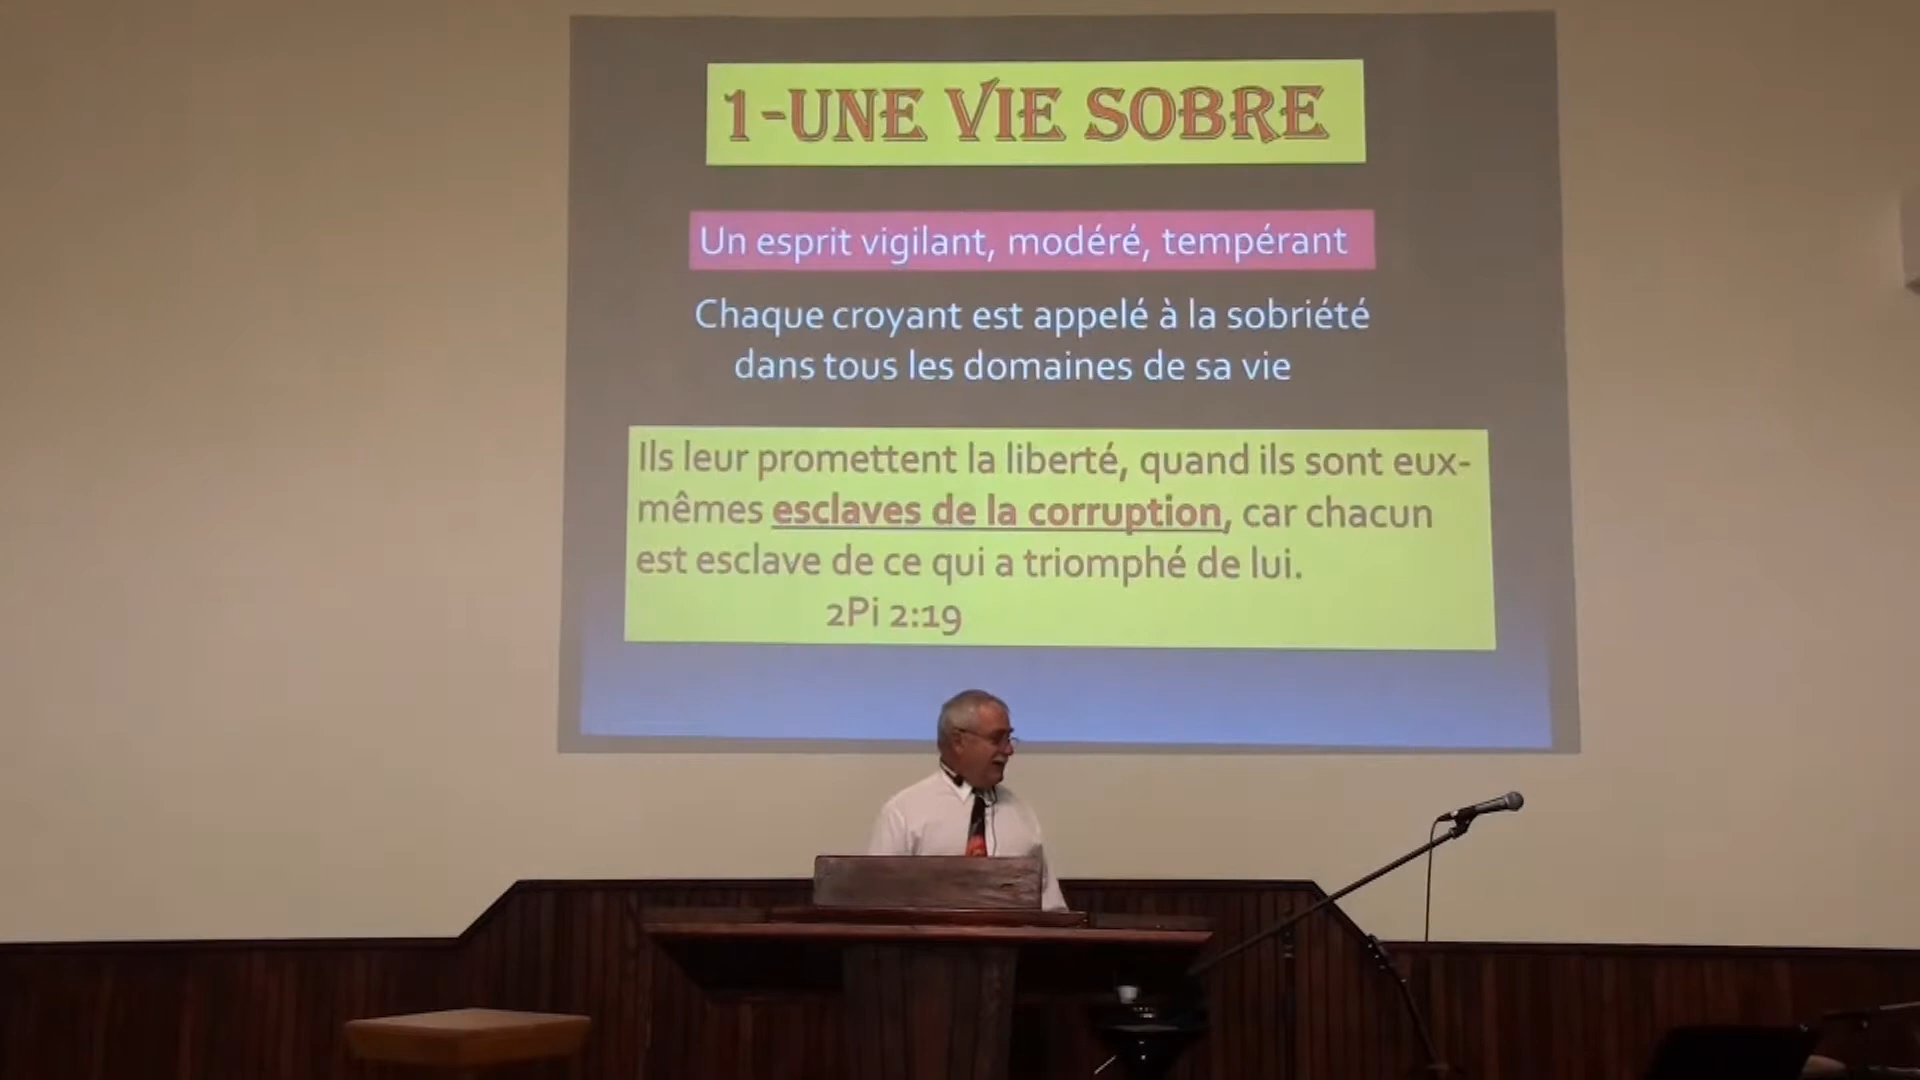 1-UNE VIE SOBRE
Un esprit vigilant, modéré, tempérant
Chaque croyant est appelé à la sobriété
dans tous les domaines de sa vie
Ils leur promettent la liberté, quand ils sont eux-
mêmes esclaves de la corruption, car chacun
est esclave de ce qui a triomphé de lui.
2Pi 2:19